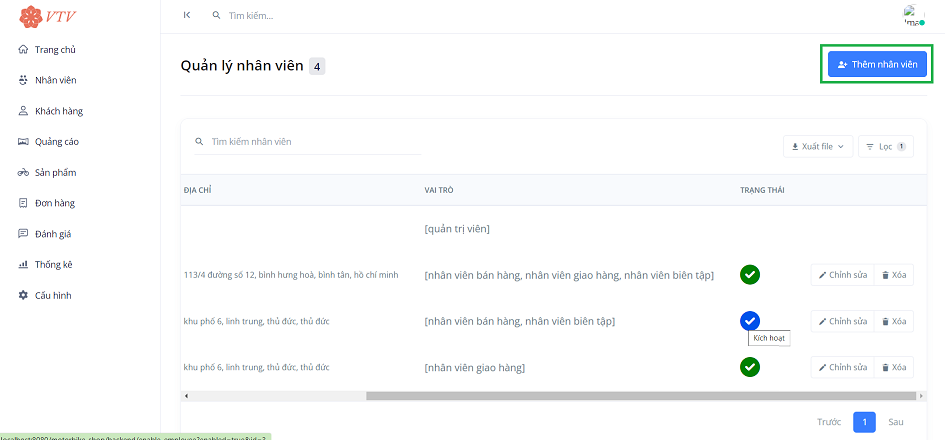 VTV
Tìm kiếm...
Trang chủ
Nhân viên
Khách hàng
Quảng cáo
Sản phẩm
Đơn hàng
Đánh giá
Thống kê
Cấu hình
Quản lý nhân viên 4
Thêm nhân viên
Tìm kiếm nhân viên
Xuất file
Lọc 1
ĐỊA CHỈ VAI TRÒ TRẠNG THÁI
[quản trị viên]
113/4 đường số 12, bình hưng hoà, bình tân, hồ chí minh [nhân viên bán hàng, nhân viên giao hàng, nhân viên biên tập] Chỉnh sửa Xóa
khu phố 6, linh trung, thủ đức, thủ đức [nhân viên bán hàng, nhân viên biên tập] Chỉnh sửa Xóa
Kích hoạt
khu phố 6, linh trung, thủ đức, thủ đức [nhân viên giao hàng] Chỉnh sửa Xóa
Trước 1 Sau